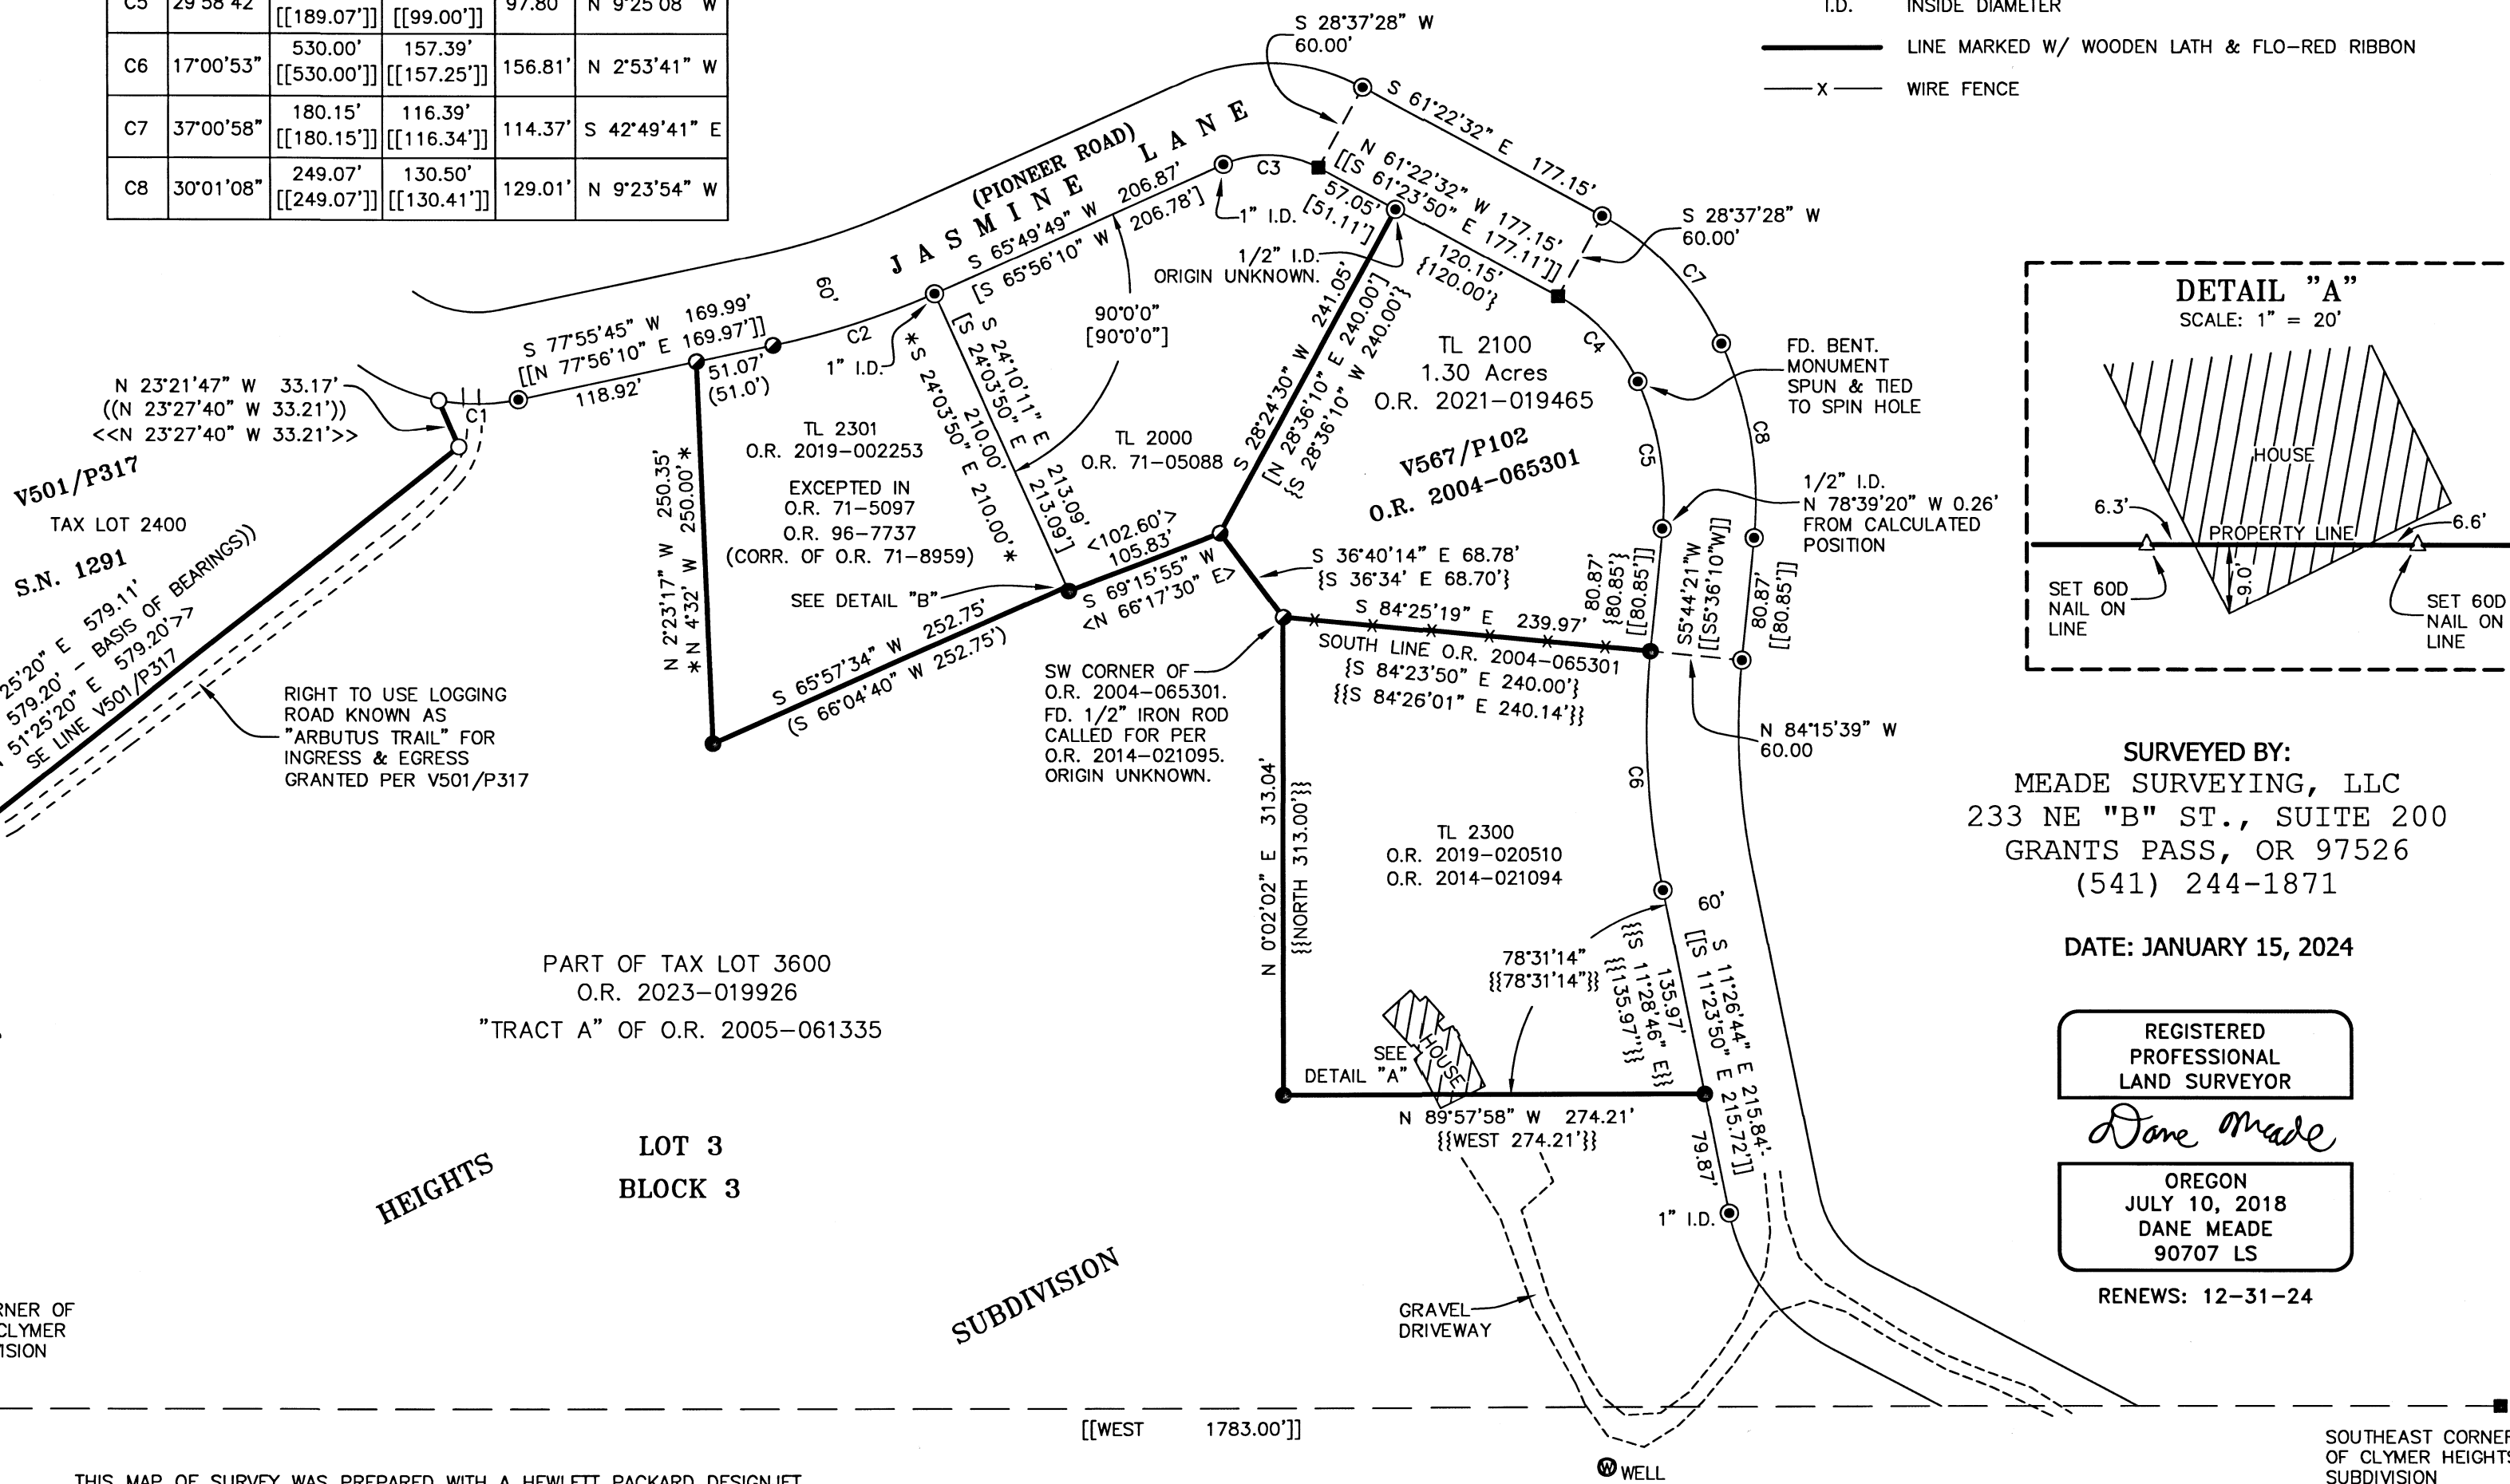 C5 29°58'42" [[189.07']] [[99.00']] 97.80' N 9°25'08" W
C6 17°00'53" 530.00' 157.39' 156.81' N 2°53'41" W
[[530.00']] [[157.25']]
C7 37°00'58" 180.15' 116.39' 114.37' S 42°49'41" E
[[180.15']] [[116.34']]
C8 30°01'08" 249.07' 130.50' 129.01' N 9°23'54" W
[[249.07']] [[130.41']]
I.D. INSIDE DIAMETER
LINE MARKED W/ WOODEN LATH & FLO-RED RIBBON
X WIRE FENCE
S 28°37'28" W
60.00'
S 61°22'32" E 177.15'
N 61°22'32" W 177.15'
[[S 61°23'50" E 177.11']]
57.05'
[51.11']
120.15'
{120.00'}
S 28°37'28" W
60.00'
(PIONEER ROAD)
JASMINE LANE
S 65°49'49" W 206.87'
[S 65°56'10" W 206.78']
C3
1" I.D.
1/2" I.D.
ORIGIN UNKNOWN.
90°0'0"
[90°0'0"]
60'
C2
1" I.D.
S 77°55'45" W 169.99'
[[N 77°56'10" E 169.97']]
118.92'
51.07'
(51.0')
C1
N 23°21'47" W 33.17'
((N 23°27'40" W 33.21'))
<<N 23°27'40" W 33.21'>>
V501/P317
TAX LOT 2400
S.N. 1291
25'20" E 579.11'
579.20' - BASIS OF BEARINGS))
51°25'20" E 579.20'>>
SE LINE V501/P317
RIGHT TO USE LOGGING
ROAD KNOWN AS
"ARBUTUS TRAIL" FOR
INGRESS & EGRESS
GRANTED PER V501/P317
N 2°23'17" W 250.35'
*N 4°32' W 250.00'*
TL 2301
O.R. 2019-002253
EXCEPTED IN
O.R. 71-5097
O.R. 96-7737
(CORR. OF O.R. 71-8959)
SEE DETAIL "B"
S 24°10'11" E 213.09'
[S 24°03'50" E 213.09']
*S 24°03'50" E 210.00'*
210.00'
TL 2000
O.R. 71-05088
S 28°24'30" W 241.05'
[N 28°36'10" E 240.00']
{S 28°36'10" W 240.00'}
TL 2100
1.30 Acres
O.R. 2021-019465
V567/P102
O.R. 2004-065301
C4
C5
C7
C8
FD. BENT.
MONUMENT
SPUN & TIED
TO SPIN HOLE
1/2" I.D.
N 78°39'20" W 0.26'
FROM CALCULATED
POSITION
<102.60'>
105.83'
S 69°15'55" W
<N 66°17'30" E>
S 65°57'34" W 252.75'
(S 66°04'40" W 252.75')
S 36°40'14" E 68.78'
{S 36°34' E 68.70'}
S 84°25'19" E 239.97'
SOUTH LINE O.R. 2004-065301
{S 84°23'50" E 240.00'}
{{S 84°26'01" E 240.14'}}
80.87'
{80.85'}
[[80.85']]
S5°44'21"W
[[S5°36'10"W]]
80.87'
[[80.85']]
N 84°15'39" W
60.00
SW CORNER OF
O.R. 2004-065301.
FD. 1/2" IRON ROD
CALLED FOR PER
O.R. 2014-021095.
ORIGIN UNKNOWN.
N 0°02'02" E 313.04'
{{NORTH 313.00'}}
C6
TL 2300
O.R. 2019-020510
O.R. 2014-021094
60'
78°31'14"
{{78°31'14"}}
135.97'
{{S 11°28'46" E}}
{{135.97'}}
S 11°26'44" E 215.84'
[[S 11°23'50" E 215.72']]
SEE
DETAIL "A"
HOUSE
N 89°57'58" W 274.21'
{{WEST 274.21'}}
79.87'
1" I.D.
GRAVEL
DRIVEWAY
PART OF TAX LOT 3600
O.R. 2023-019926
"TRACT A" OF O.R. 2005-061335
LOT 3
BLOCK 3
HEIGHTS
SUBDIVISION
RNER OF
CLYMER
ISION
[[WEST 1783.00']]
WELL
THIS MAP OF SURVEY WAS PREPARED WITH A HEWLETT PACKARD DESIGNJET
DETAIL "A"
SCALE: 1" = 20'
HOUSE
6.3'
PROPERTY LINE
6.6'
9.0'
SET 60D
NAIL ON
LINE
SET 60D
NAIL ON
LINE
SURVEYED BY:
MEADE SURVEYING, LLC
233 NE "B" ST., SUITE 200
GRANTS PASS, OR 97526
(541) 244-1871
DATE: JANUARY 15, 2024
REGISTERED
PROFESSIONAL
LAND SURVEYOR
Dane Meade
OREGON
JULY 10, 2018
DANE MEADE
90707 LS
RENEWS: 12-31-24
SOUTHEAST CORNER
OF CLYMER HEIGHTS
SUBDIVISION